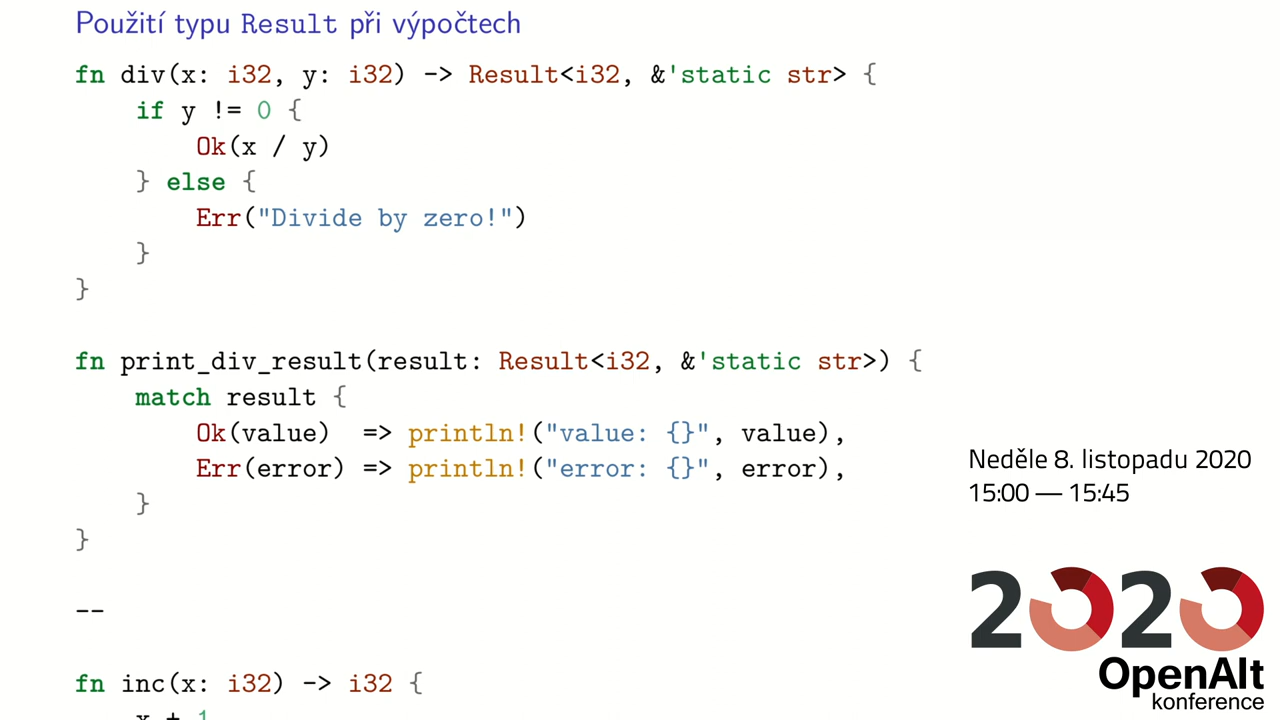 Použití typu Result při výpočtech
fn div(x: i32, y: i32) -> Result<i32, &'static str> {
    if y != 0 {
        Ok(x / y)
    } else {
        Err("Divide by zero!")
    }
}
fn print_div_result(result: Result<i32, &'static str>) {
    match result {
        Ok(value)  => println!("value: {}", value),
        Err(error) => println!("error: {}", error),
    }
}
--
fn inc(x: i32) -> i32 {
    x + 1
Neděle 8. listopadu 2020
15:00 — 15:45
2020
OpenAlt
konference